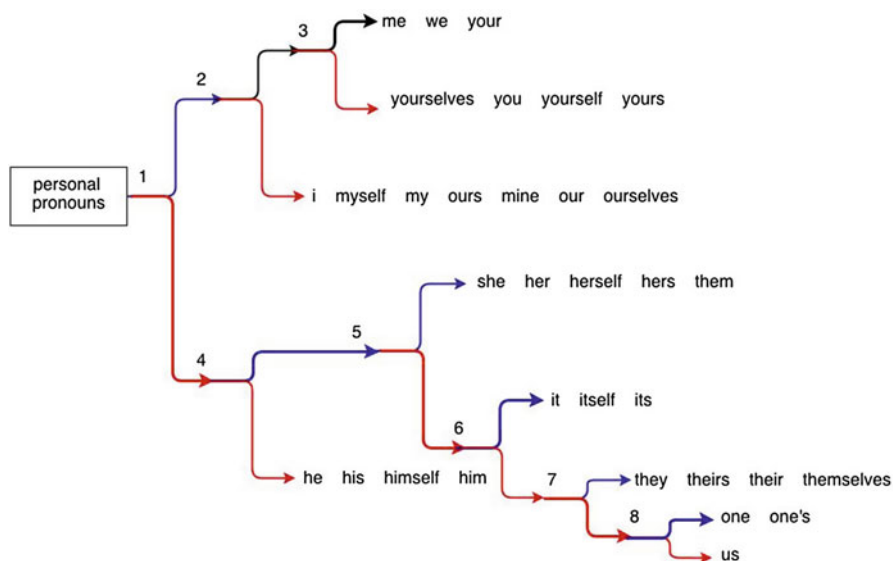 3
me we your
2
yourselves you yourself yours
1
personal
pronouns
i myself my ours mine our ourselves
she her herself hers them
5
4
it itself its
6
he his himself him
7
they theirs their themselves
8
one one's
us